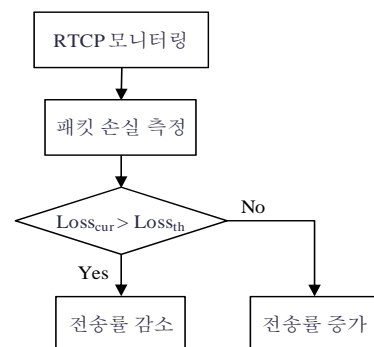 RTCP 모니터링
패킷 손실 측정
Loss_cur > Loss_th
No
Yes
전송률 감소
전송률 증가